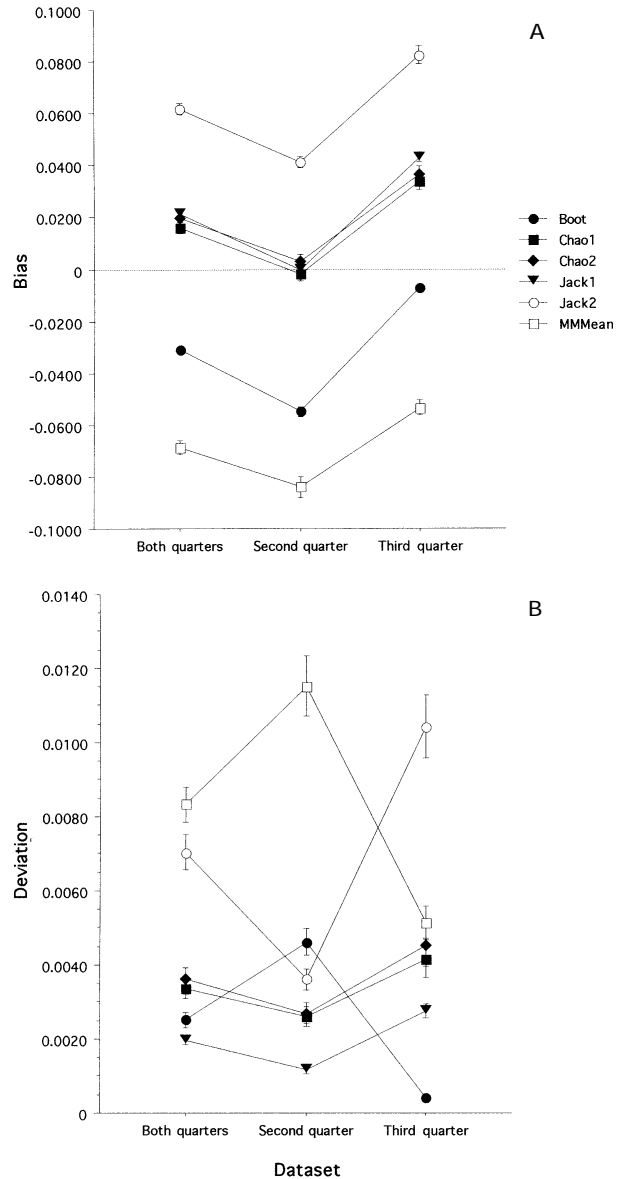 A
0.1000
0.0800
0.0600
0.0400
0.0200
0
-0.0200
-0.0400
-0.0600
-0.0800
-0.1000
Bias
Both quarters Second quarter Third quarter
Boot
Chao1
Chao2
Jack1
Jack2
MMMean
B
0.0140
0.0120
0.0100
0.0080
0.0060
0.0040
0.0020
0
Deviation
Both quarters Second quarter Third quarter
Dataset